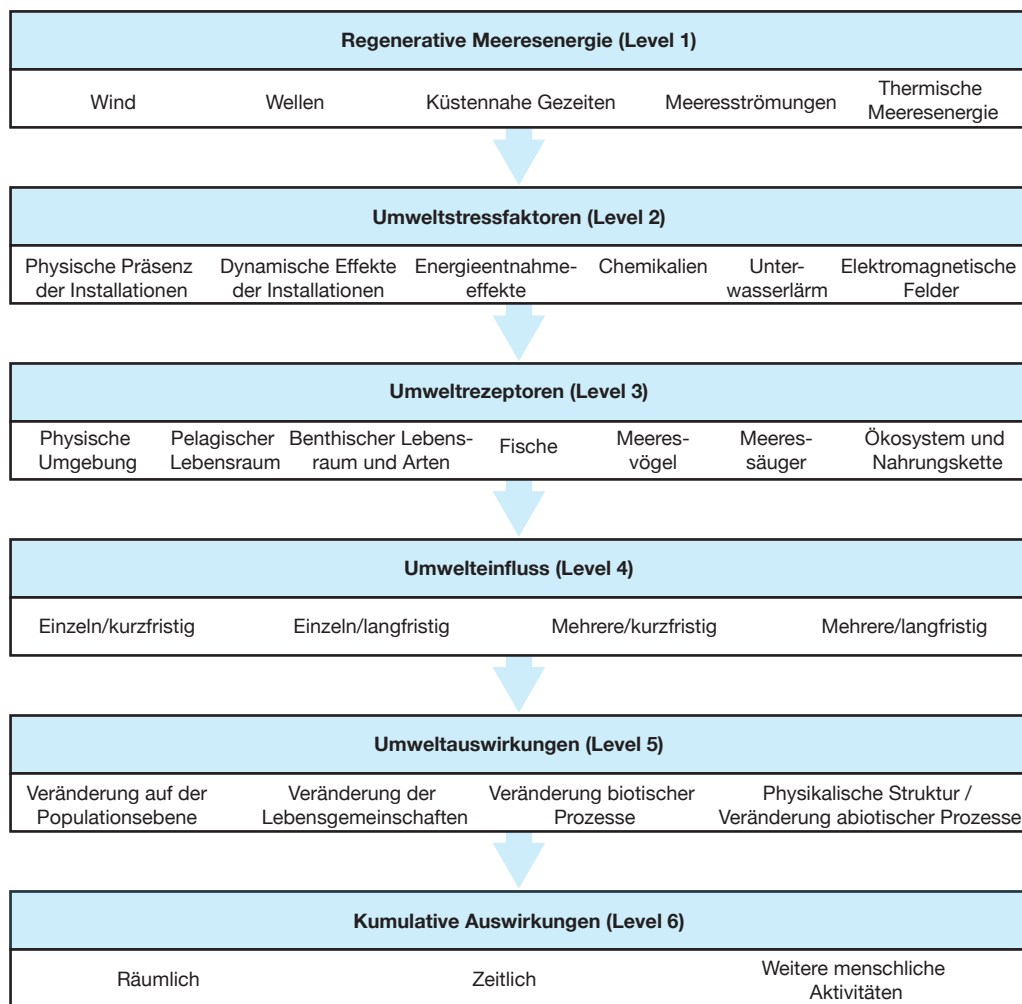 Regenerative Meeresenergie (Level 1)
Wind
Wellen
Küstennahe Gezeiten
Meeresströmungen
Thermische
Meeresenergie
Umweltstressfaktoren (Level 2)
Physische Präsenz
der Installationen
Dynamische Effekte
der Installationen
Energieentnahme-
effekte
Chemikalien
Unter-
wasserlärm
Elektromagnetische
Felder
Umweltrezeptoren (Level 3)
Physische
Umgebung
Pelagischer
Lebensraum
Benthischer Lebens-
raum und Arten
Fische
Meeres-
vögel
Meeres-
säuger
Ökosystem und
Nahrungskette
Umwelteinfluss (Level 4)
Einzeln/kurzfristig
Einzeln/langfristig
Mehrere/kurzfristig
Mehrere/langfristig
Umweltauswirkungen (Level 5)
Veränderung auf der
Populationsebene
Veränderung der
Lebensgemeinschaften
Veränderung biotischer
Prozesse
Physikalische Struktur /
Veränderung abiotischer Prozesse
Kumulative Auswirkungen (Level 6)
Räumlich
Zeitlich
Weitere menschliche
Aktivitäten